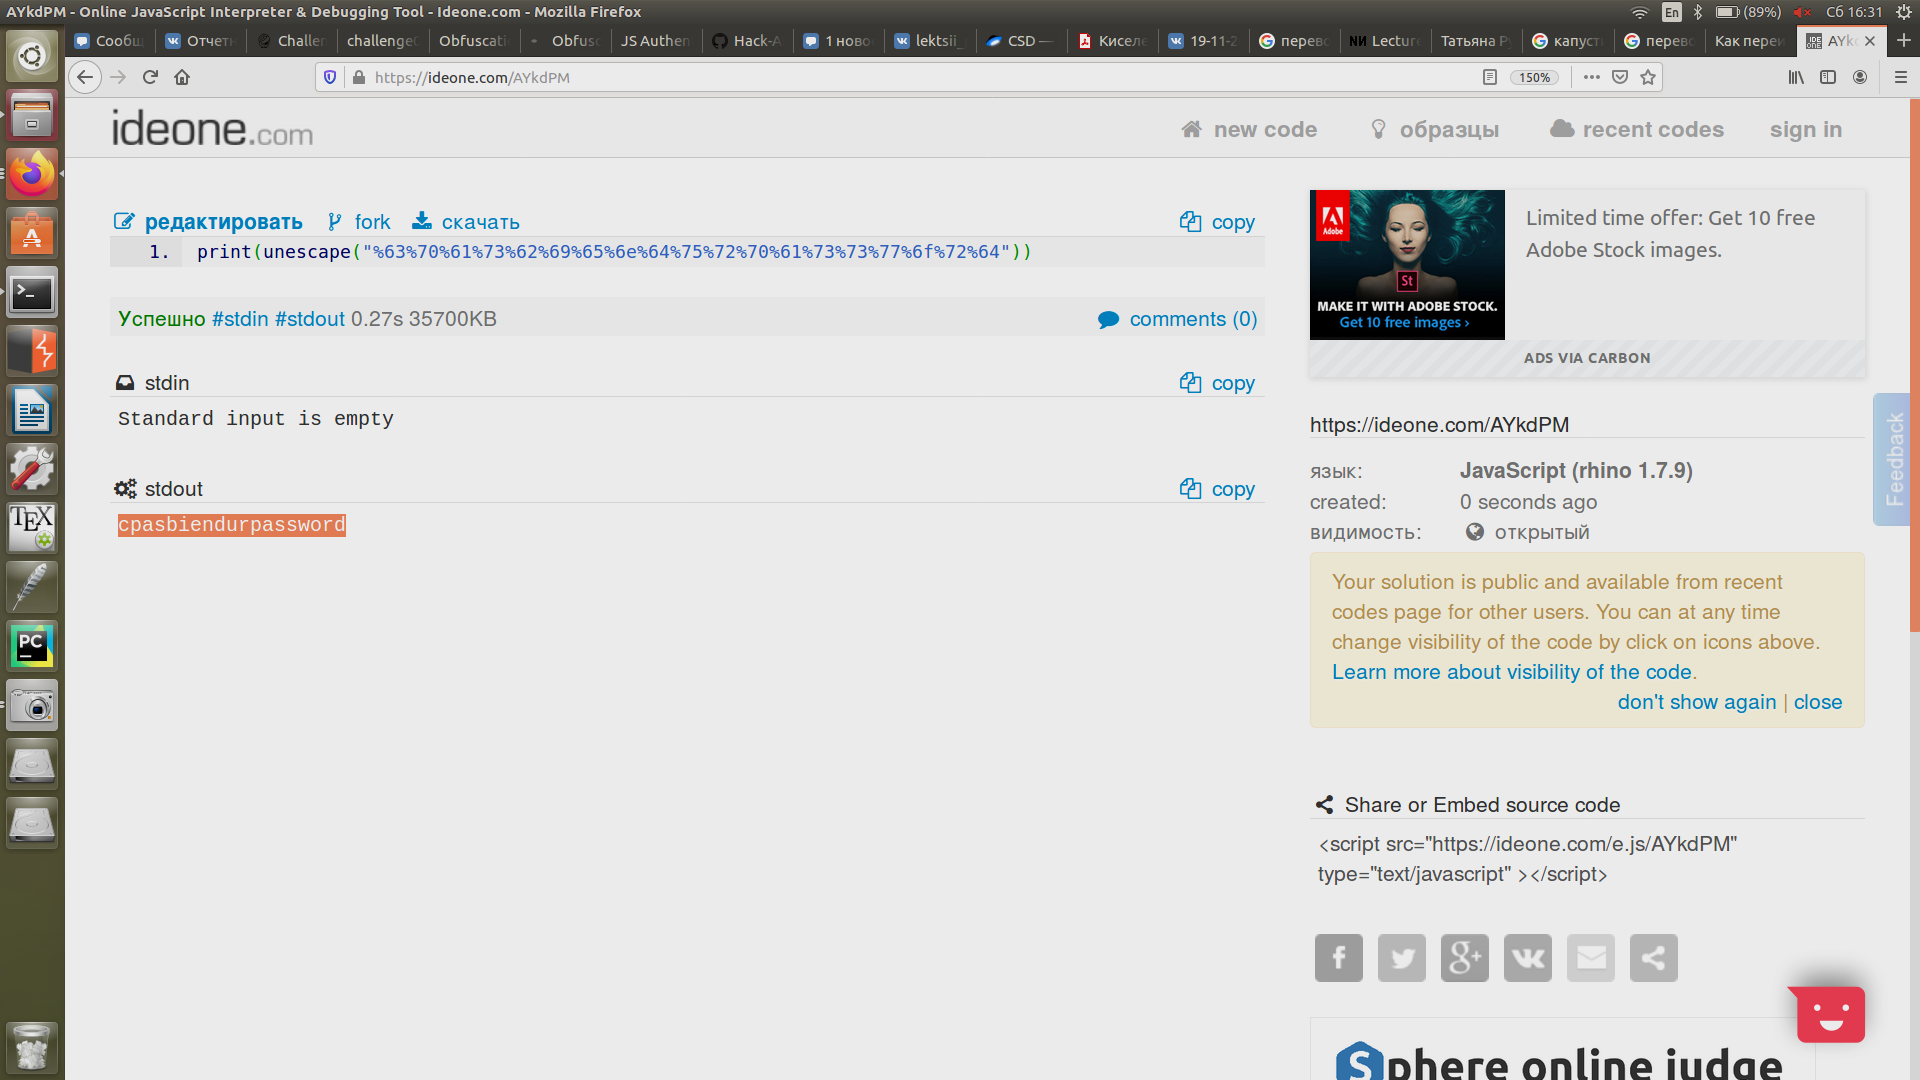 AYkdPM - Online JavaScript Interpreter & Debugging Tool - Ideone.com - Mozilla Firefox
En (89%) Сб 16:31
Сообщ Отчет Challen challenge Obfuscati Obfus JS Authen Hack-A 1 ново lektsii_ CSD — Кисел 19-11-2 перев Lectur Татьяна Р капуст перев Как переи AYk
https://ideone.com/AYkdPM 150%
ideone.com
new code образцы recent codes sign in
редактировать fork скачать copy
1. print(unescape("%63%70%61%73%62%69%65%6e%64%75%72%70%61%73%73%77%6f%72%64"))
Успешно #stdin #stdout 0.27s 35700KB comments (0)
stdin copy
Standard input is empty
stdout copy
cpasbiendurpassword
Adobe
St
MAKE IT WITH ADOBE STOCK.
Get 10 free images ›
Limited time offer: Get 10 free
Adobe Stock images.
ADS VIA CARBON
https://ideone.com/AYkdPM
язык: JavaScript (rhino 1.7.9)
created: 0 seconds ago
видимость: открытый
Your solution is public and available from recent
codes page for other users. You can at any time
change visibility of the code by click on icons above.
Learn more about visibility of the code.
don't show again | close
Share or Embed source code
<script src="https://ideone.com/e.js/AYkdPM"
type="text/javascript" ></script>
Feedback
Sphere online judge
TEX
PC